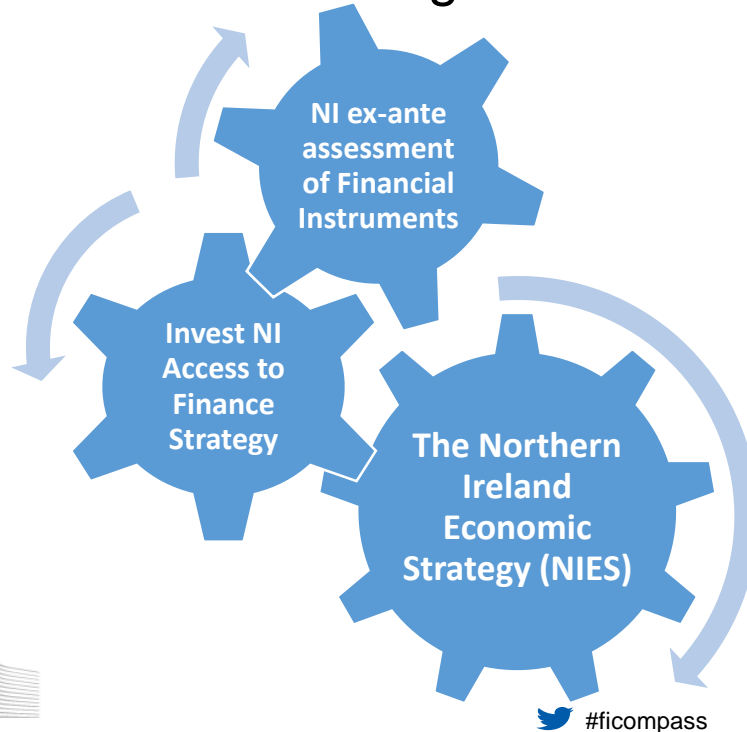 NI ex-ante
assessment
of Financial
Instruments
Invest NI
Access to
Finance
Strategy
The Northern
Ireland
Economic
Strategy (NIES)
#ficompass